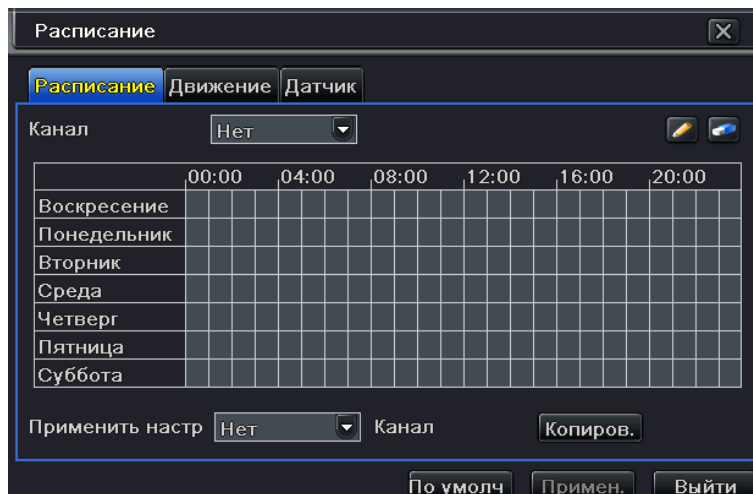 Расписание
Расписание Движение Датчик
Канал Нет
00:00 04:00 08:00 12:00 16:00 20:00
Воскресение
Понедельник
Вторник
Среда
Четверг
Пятница
Суббота
Применить настр Нет Канал Копиров.
По умолч Примен. Выйти